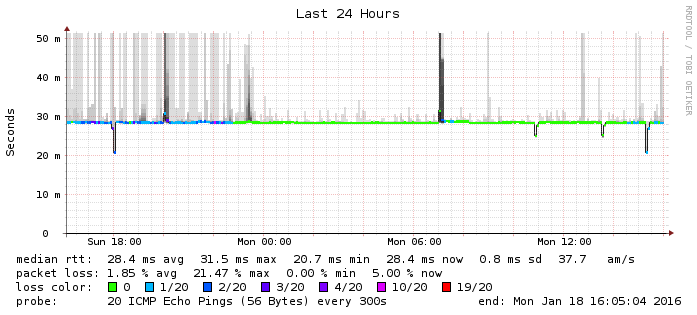 Last 24 Hours
RRDTOOL / TOBI OETIKER
Seconds
50 m
40 m
30 m
20 m
10 m
0
Sun 18:00 Mon 00:00 Mon 06:00 Mon 12:00
median rtt: 28.4 ms avg 31.5 ms max 20.7 ms min 28.4 ms now 0.8 ms sd 37.7 am/s
packet loss: 1.85 % avg 21.47 % max 0.00 % min 5.00 % now
loss color: 0 1/20 2/20 3/20 4/20 10/20 19/20
probe: 20 ICMP Echo Pings (56 Bytes) every 300s end: Mon Jan 18 16:05:04 2016